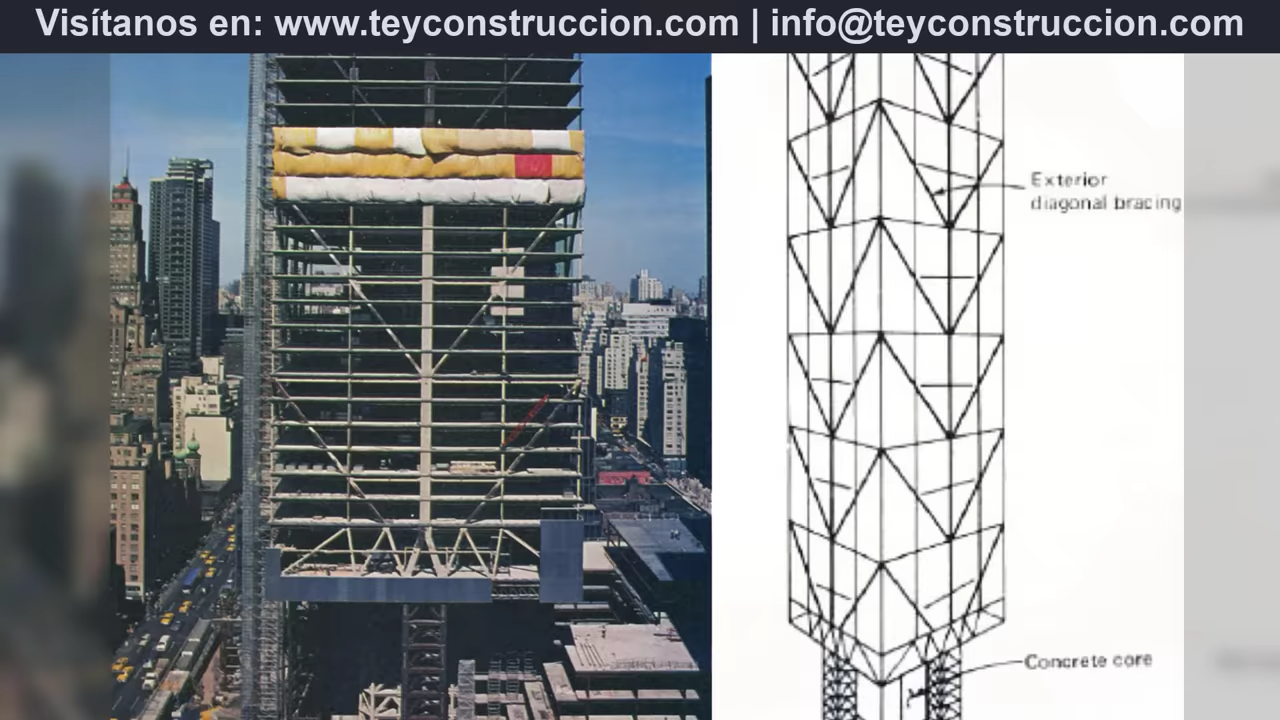 Visítanos en: www.teyconstruccion.com | info@teyconstruccion.com
Exterior
diagonal bracing
Concrete core